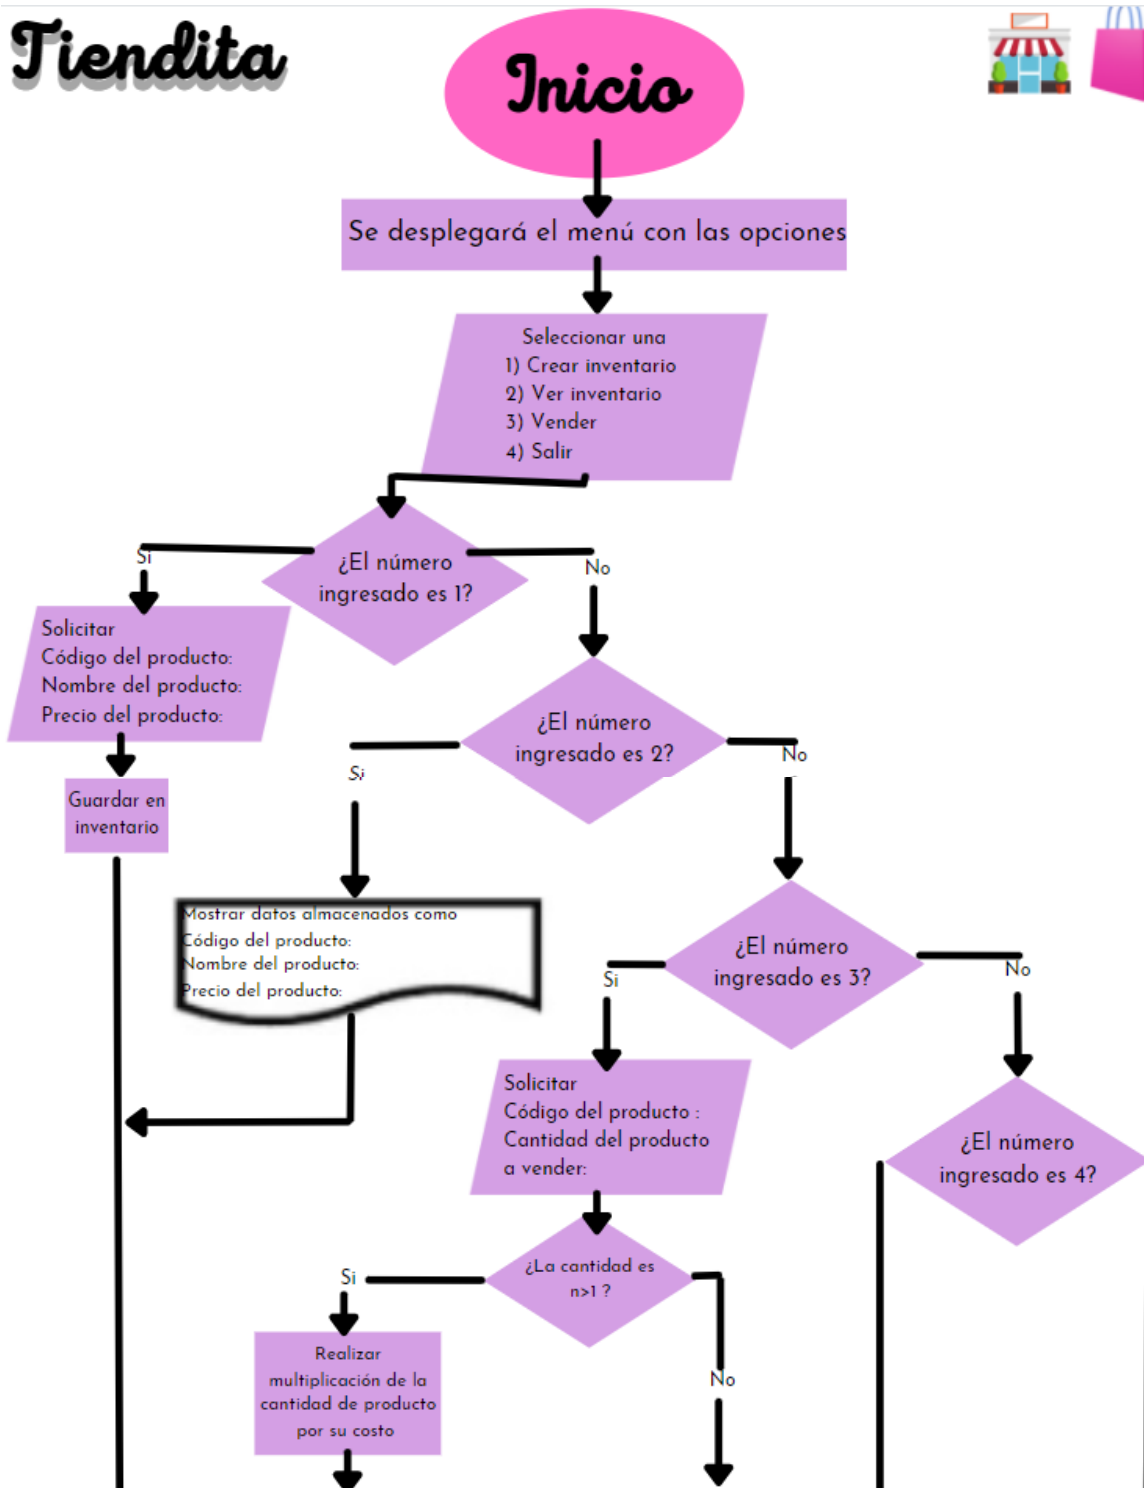 Tiendita
Inicio
Se desplegará el menú con las opciones
Seleccionar una
1) Crear inventario
2) Ver inventario
3) Vender
4) Salir
¿El número
ingresado es 1?
Si
No
Solicitar
Código del producto:
Nombre del producto:
Precio del producto:
¿El número
ingresado es 2?
Si
No
Guardar en
inventario
Mostrar datos almacenados como
Código del producto:
Nombre del producto:
Precio del producto:
¿El número
ingresado es 3?
Si
No
Solicitar
Código del producto :
Cantidad del producto
a vender:
¿El número
ingresado es 4?
¿La cantidad es
n>1 ?
Si
No
Realizar
multiplicación de la
cantidad de producto
por su costo